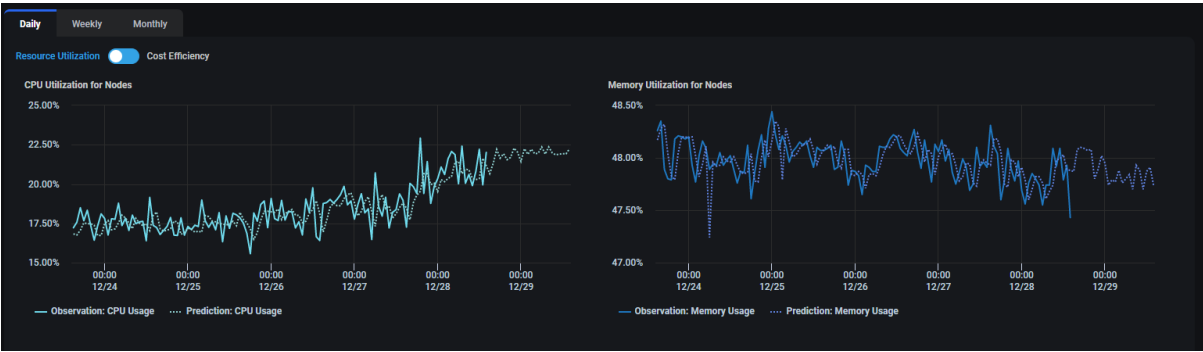 Daily Weekly Monthly
Resource Utilization Cost Efficiency
CPU Utilization for Nodes
25.00%
22.50%
20.00%
17.50%
15.00%
00:00 00:00 00:00 00:00 00:00 00:00
12/24 12/25 12/26 12/27 12/28 12/29
Observation: CPU Usage Prediction: CPU Usage
Memory Utilization for Nodes
48.50%
48.00%
47.50%
47.00%
00:00 00:00 00:00 00:00 00:00 00:00
12/24 12/25 12/26 12/27 12/28 12/29
Observation: Memory Usage Prediction: Memory Usage